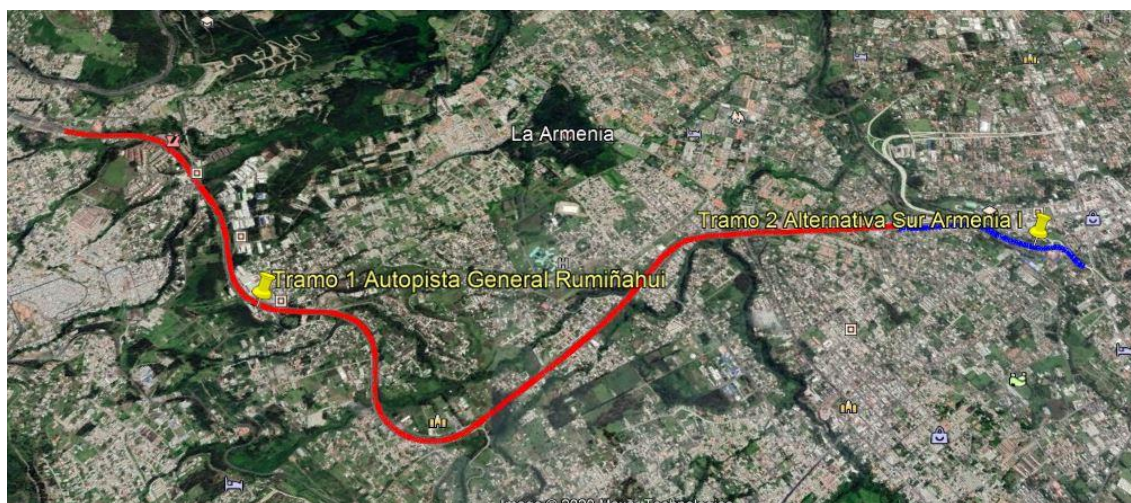 La Armenia
Tramo 2 Alternativa Sur Armenia I
Tramo 1 Autopista General Rumiñahui